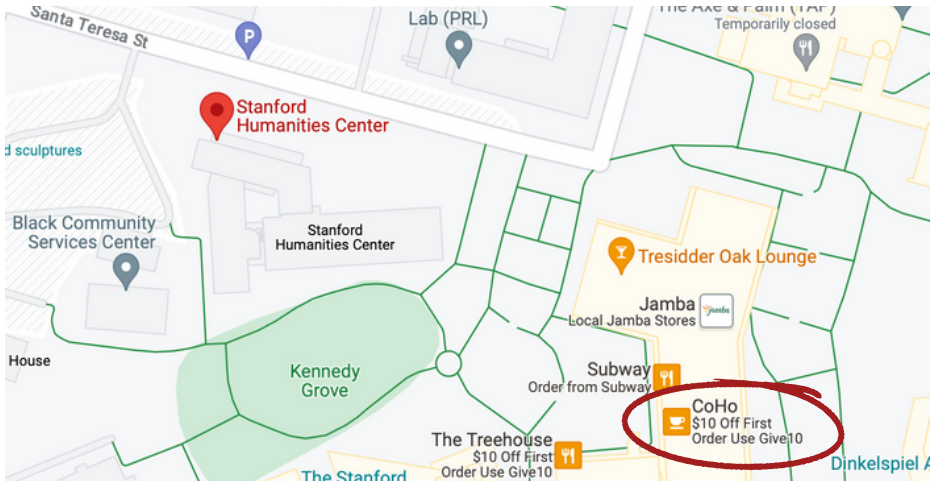 Santa Teresa St
P
Lab (PRL)
The Axe & Palm (TAP)
Temporarily closed
Stanford
Humanities Center
d sculptures
Black Community
Services Center
Stanford
Humanities Center
Tresidder Oak Lounge
Jamba
Local Jamba Stores
Jamba
House
Kennedy
Grove
Subway
Order from Subway
CoHo
$10 Off First
Order Use Give10
The Treehouse
$10 Off First
Order Use Give10
The Stanford
Dinkelspiel A